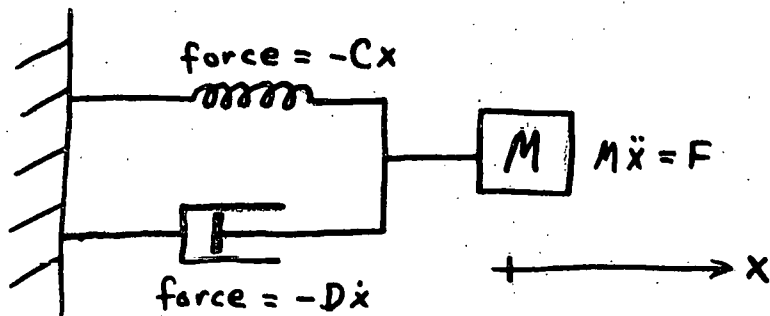 force = -Cx
M
Mẍ = F
x
force = -Dẋ